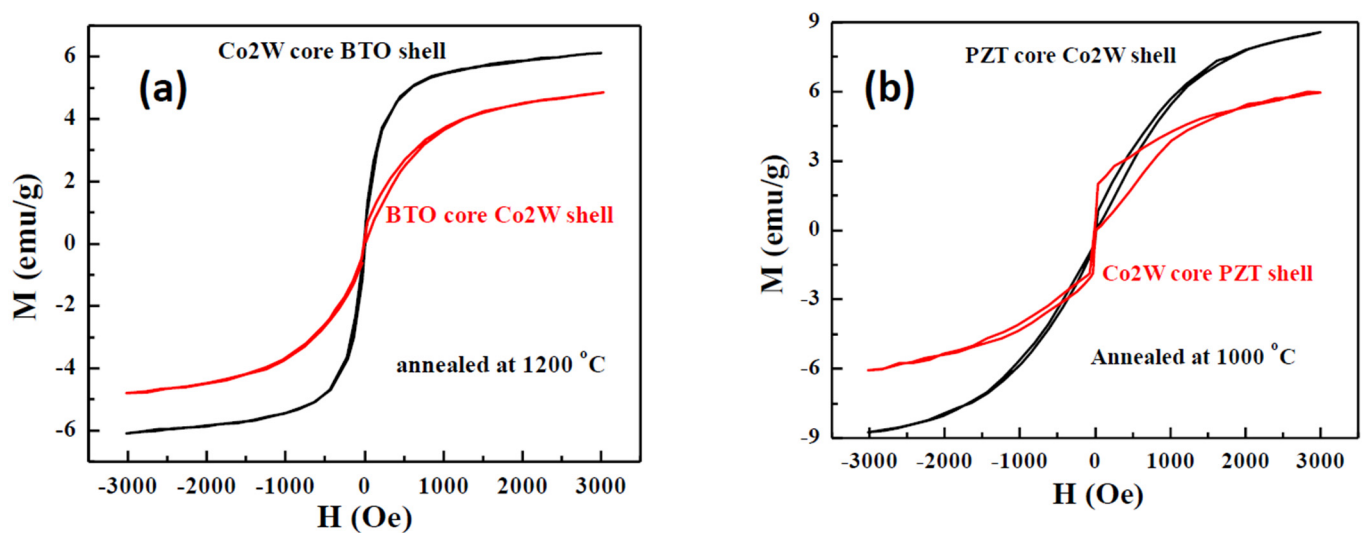 (a)
Co2W core BTO shell
BTO core Co2W shell
annealed at 1200 °C
M (emu/g)
6
4
2
0
-2
-4
-6
-3000 -2000 -1000 0 1000 2000 3000
H (Oe)
(b)
PZT core Co2W shell
Co2W core PZT shell
Annealed at 1000 °C
M (emu/g)
9
6
3
0
-3
-6
-9
-3000 -2000 -1000 0 1000 2000 3000
H (Oe)